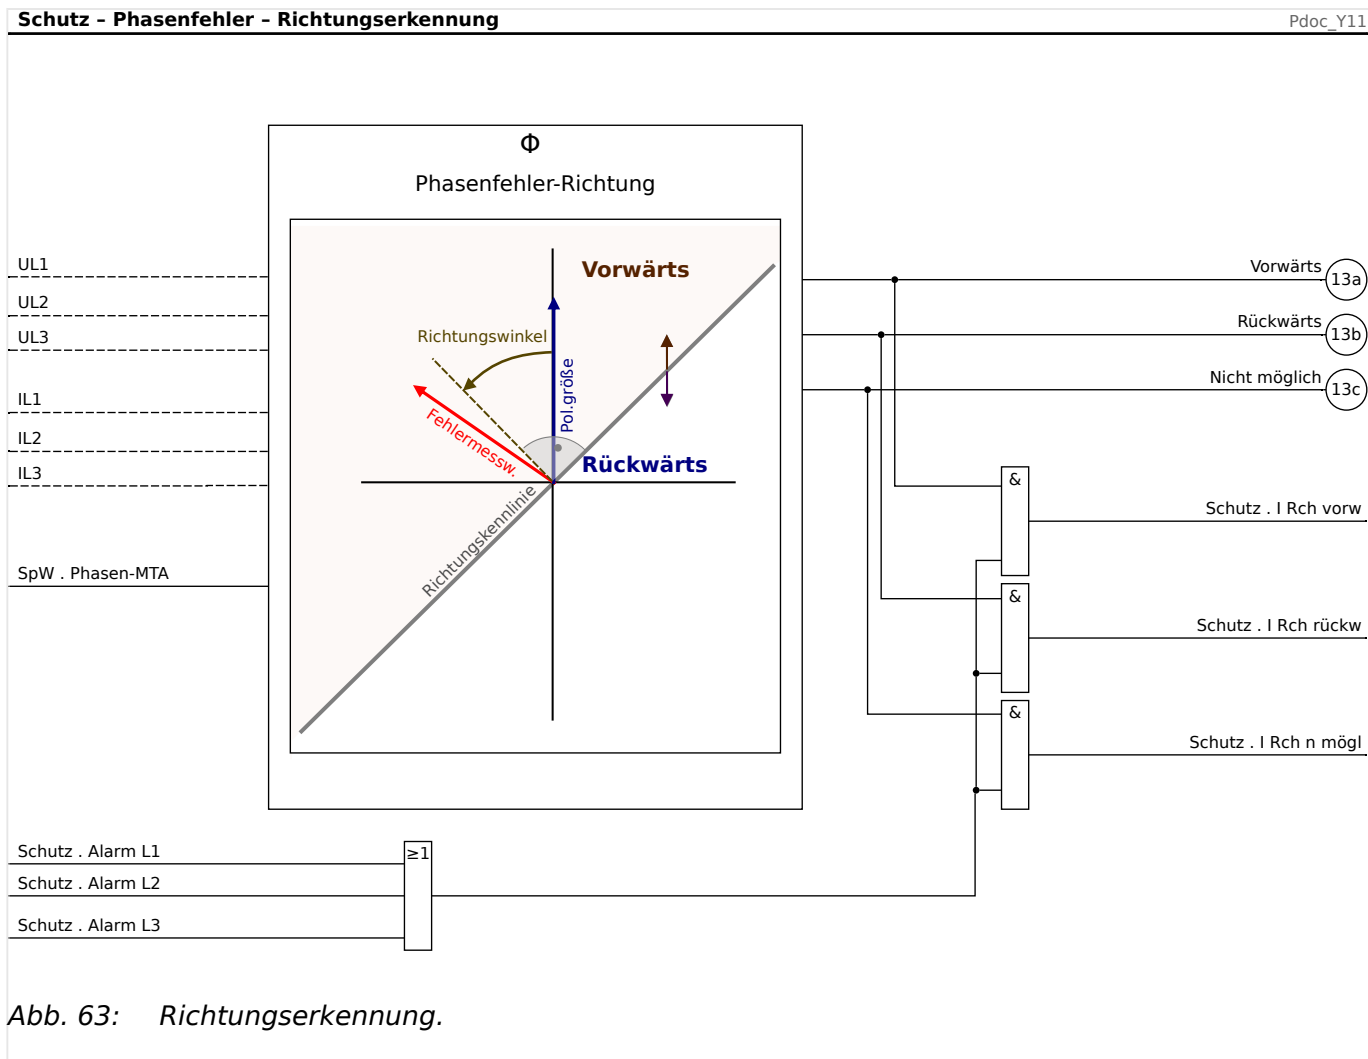 Schutz – Phasenfehler – Richtungserkennung
Pdoc_Y11
Φ
Phasenfehler-Richtung
UL1
UL2
UL3
IL1
IL2
IL3
SpW . Phasen-MTA
Vorwärts
Richtungswinkel
Pol.größe
Fehlermessw.
Rückwärts
Richtungskennlinie
Vorwärts 13a
Rückwärts 13b
Nicht möglich 13c
&
Schutz . I Rch vorw
&
Schutz . I Rch rückw
&
Schutz . I Rch n mögl
Schutz . Alarm L1
≥1
Schutz . Alarm L2
Schutz . Alarm L3
Abb. 63: Richtungserkennung.